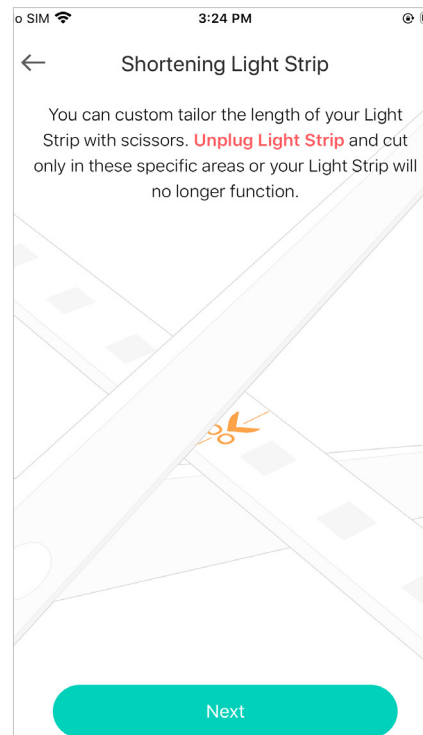 o SIM 3:24 PM
Shortening Light Strip
You can custom tailor the length of your Light
Strip with scissors. Unplug Light Strip and cut
only in these specific areas or your Light Strip will
no longer function.
Next